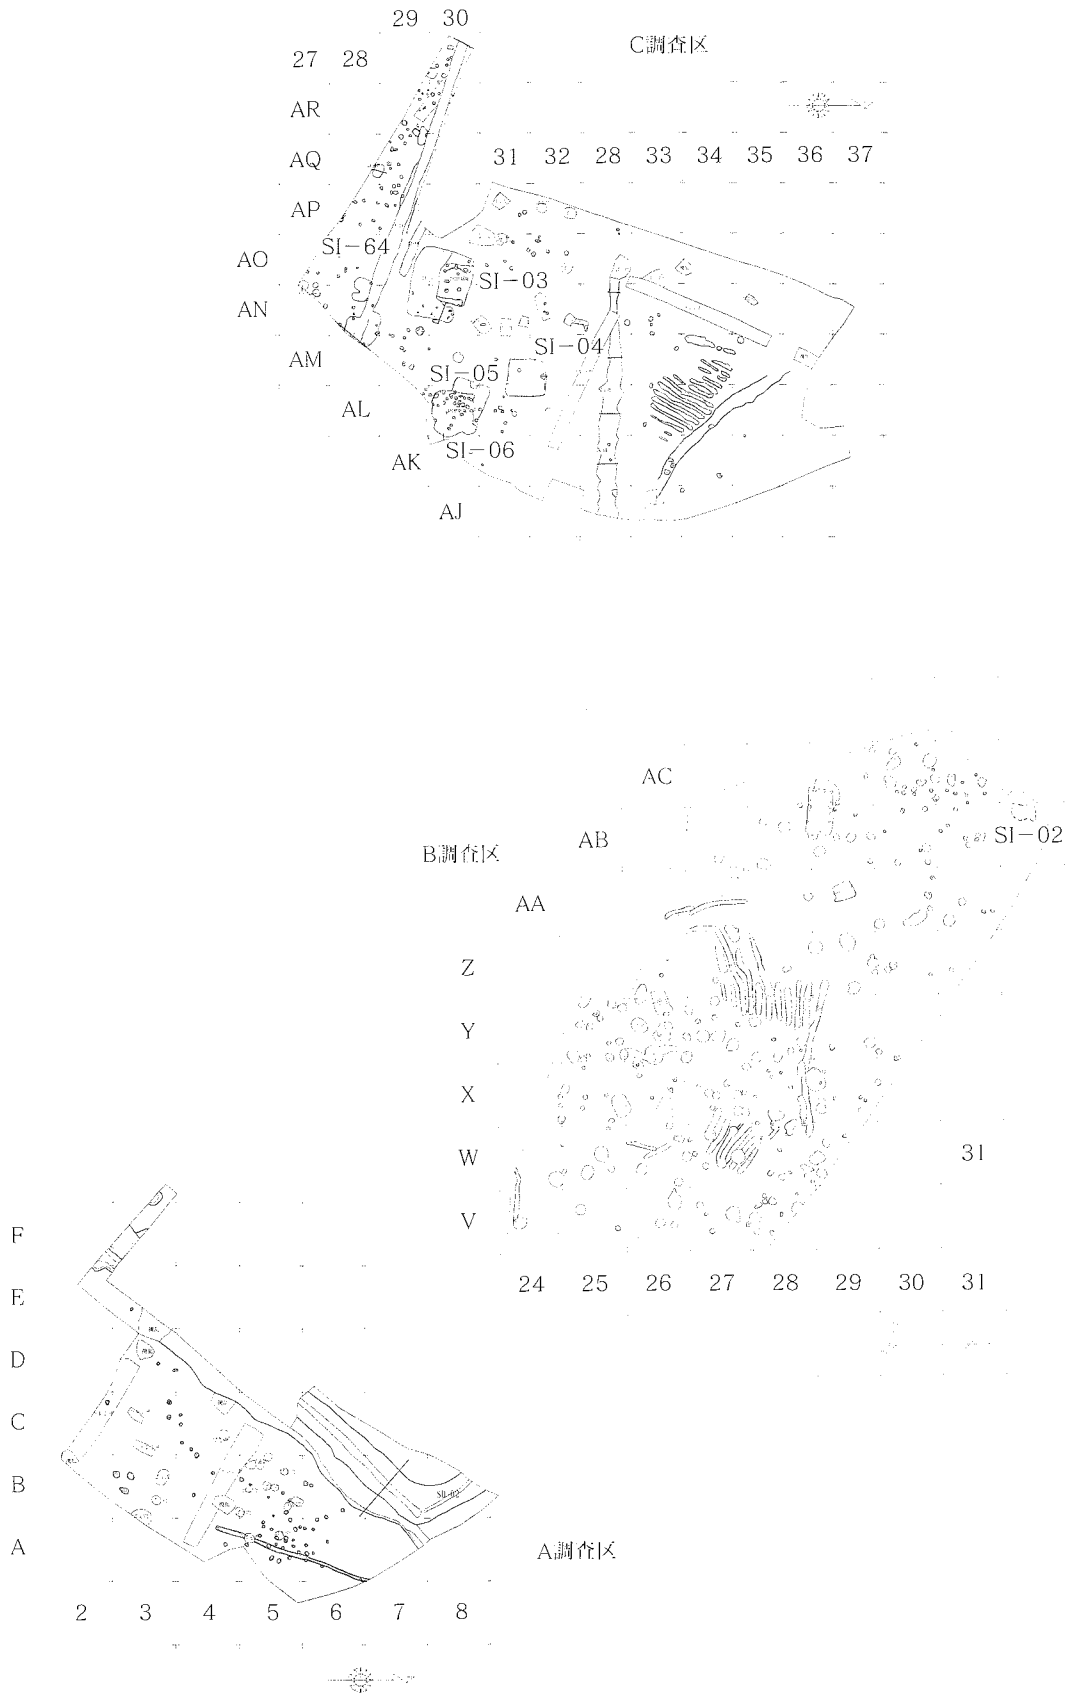 29 30
C調査区
27 28
AR
AQ
31 32 28 33 34 35 36 37
AP
SI-64
AO
SI-03
AN
SI-04
AM
SI-05
AL
SI-06
AK
AJ
AC
SI-02
AB
B調査区
AA
Z
Y
X
W
31
V
F
24 25 26 27 28 29 30 31
E
D
C
B
SD-02
A
A調査区
2 3 4 5 6 7 8